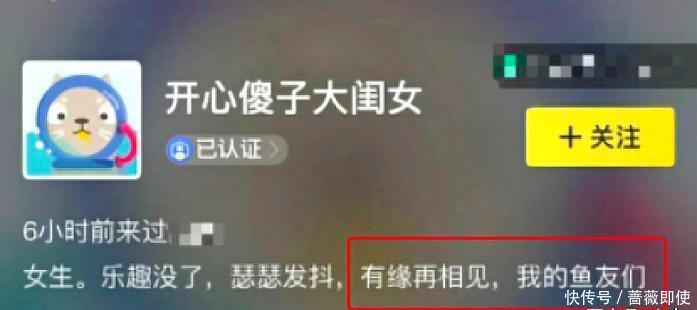 开心傻子大闺女
已认证
+关注
6小时前来过
女生。乐趣没了，瑟瑟发抖，有缘再相见，我的鱼友们
快传号／蔷薇即使